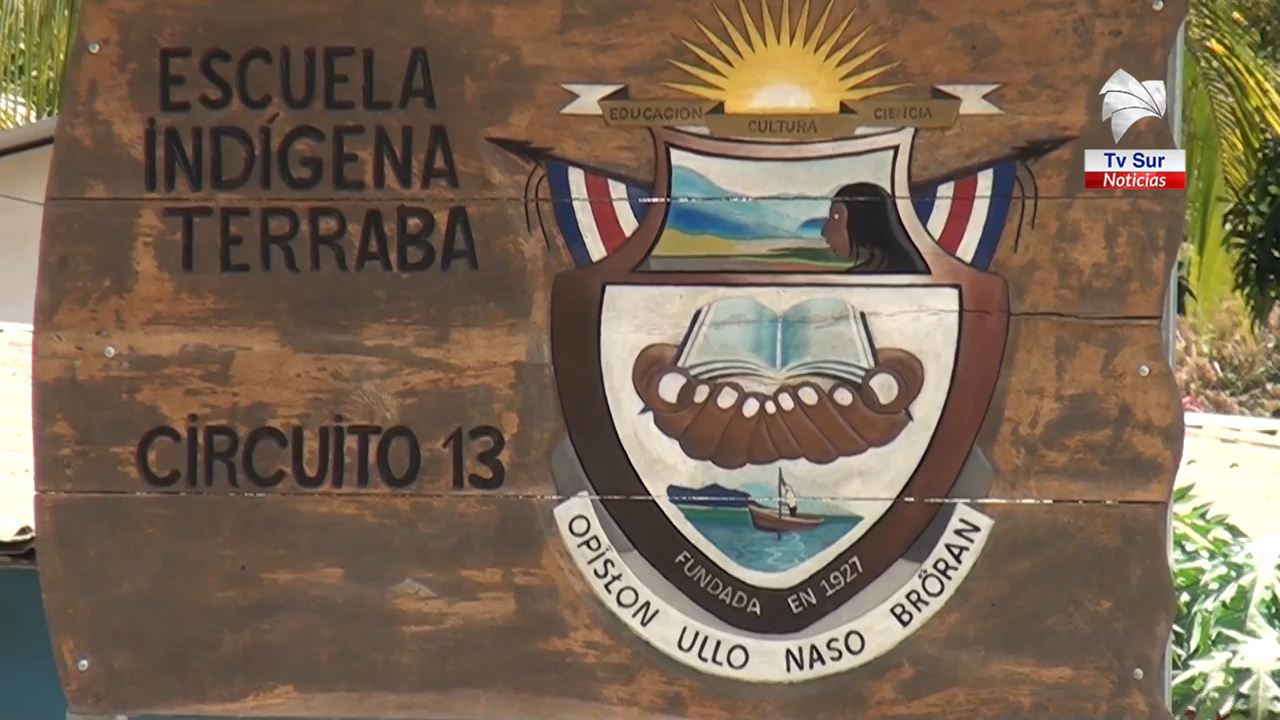 ESCUELA
INDÍGENA
TERRABA
CIRCUITO 13
EDUCACION
CULTURA
CIENCIA
FUNDADA EN 1927
OPISŁON ULLO NASO BRÖRAN
Tv Sur
Noticias